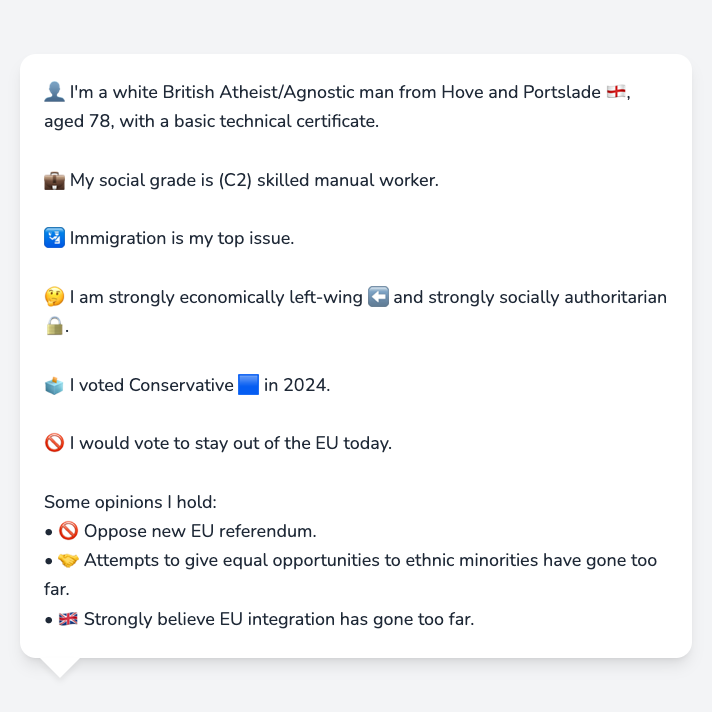 👤 I'm a white British Atheist/Agnostic man from Hove and Portslade 🏴󠁧󠁢󠁥󠁮󠁧󠁿,
aged 78, with a basic technical certificate.
💼 My social grade is (C2) skilled manual worker.
🛂 Immigration is my top issue.
🤔 I am strongly economically left-wing ⬅️ and strongly socially authoritarian
🔒.
🗳️ I voted Conservative 🟦 in 2024.
🚫 I would vote to stay out of the EU today.
Some opinions I hold:
• 🚫 Oppose new EU referendum.
• 🤝 Attempts to give equal opportunities to ethnic minorities have gone too
far.
• 🇬🇧 Strongly believe EU integration has gone too far.